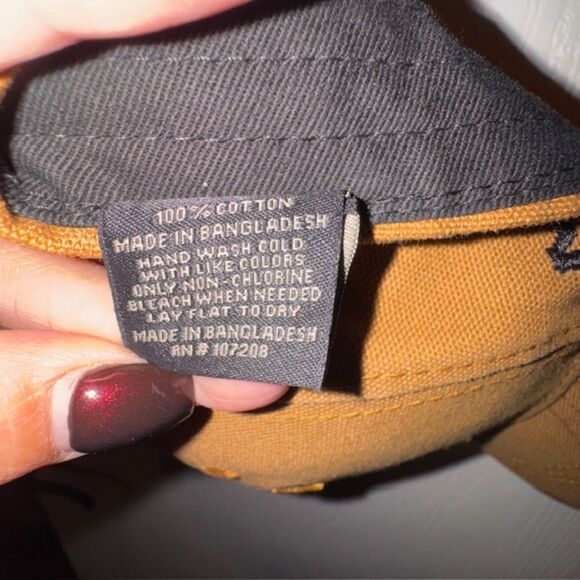 100% COTTON
MADE IN BANGLADESH
HAND WASH COLD
WITH LIKE COLORS
ONLY NON-CHLORINE
BLEACH WHEN NEEDED
LAY FLAT TO DRY
MADE IN BANGLADESH
RN # 107208